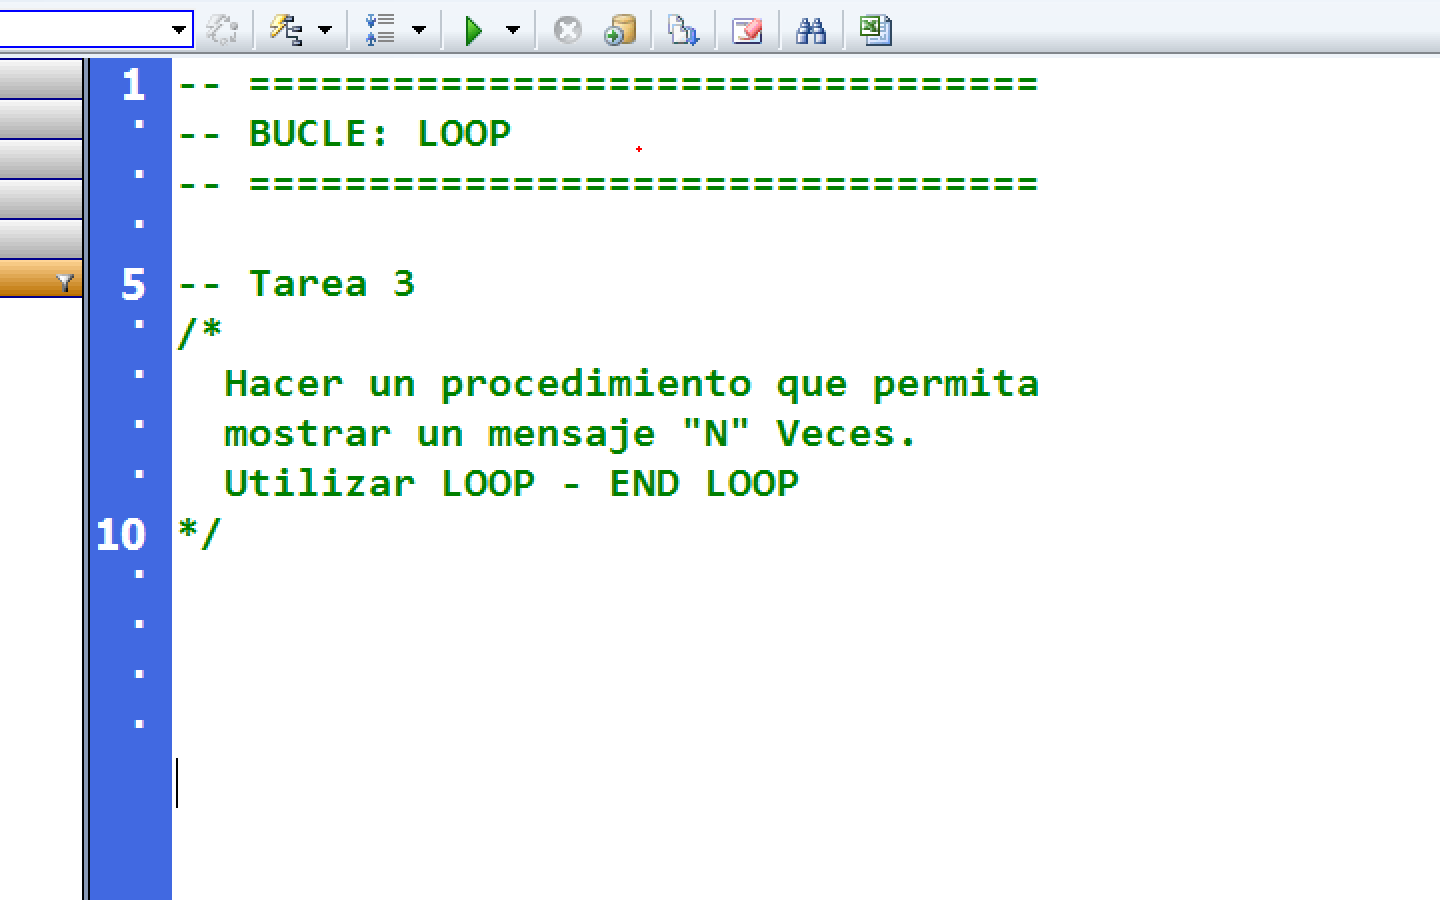 1 -- =================================
-- BUCLE: LOOP
-- =================================
5 -- Tarea 3
/*
Hacer un procedimiento que permita
mostrar un mensaje "N" Veces.
Utilizar LOOP - END LOOP
10 */